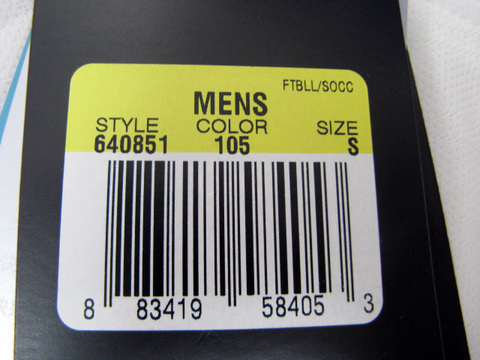 FTBLL/SOCC
MENS
STYLE COLOR SIZE
640851 105 S
8 83419 58405 3